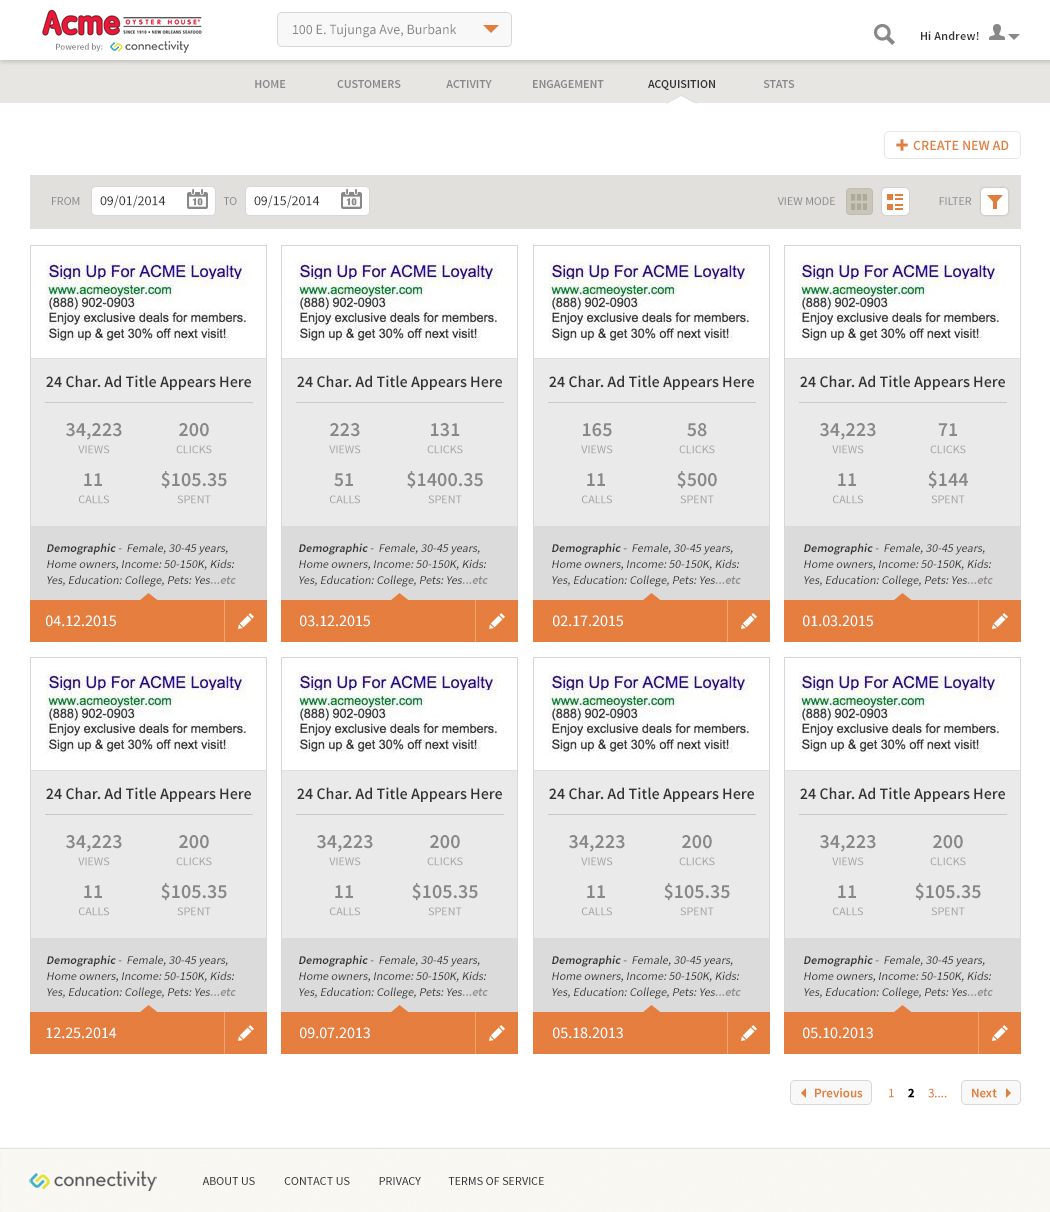 Acme
OYSTER HOUSE
SINCE 1910 • NEW ORLEANS SEAFOOD
Powered by: connectivity
100 E. Tujunga Ave, Burbank
Hi Andrew!
HOME CUSTOMERS ACTIVITY ENGAGEMENT ACQUISITION STATS
+ CREATE NEW AD
FROM 09/01/2014 10 TO 09/15/2014 10 VIEW MODE FILTER
Sign Up For ACME Loyalty
www.acmeoyster.com
(888) 902-0903
Enjoy exclusive deals for members.
Sign up & get 30% off next visit!
24 Char. Ad Title Appears Here
34,223 200
VIEWS CLICKS
11 $105.35
CALLS SPENT
Demographic - Female, 30-45 years,
Home owners, Income: 50-150K, Kids:
Yes, Education: College, Pets: Yes...etc
04.12.2015
Sign Up For ACME Loyalty
www.acmeoyster.com
(888) 902-0903
Enjoy exclusive deals for members.
Sign up & get 30% off next visit!
24 Char. Ad Title Appears Here
223 131
VIEWS CLICKS
51 $1400.35
CALLS SPENT
Demographic - Female, 30-45 years,
Home owners, Income: 50-150K, Kids:
Yes, Education: College, Pets: Yes...etc
03.12.2015
Sign Up For ACME Loyalty
www.acmeoyster.com
(888) 902-0903
Enjoy exclusive deals for members.
Sign up & get 30% off next visit!
24 Char. Ad Title Appears Here
165 58
VIEWS CLICKS
11 $500
CALLS SPENT
Demographic - Female, 30-45 years,
Home owners, Income: 50-150K, Kids:
Yes, Education: College, Pets: Yes...etc
02.17.2015
Sign Up For ACME Loyalty
www.acmeoyster.com
(888) 902-0903
Enjoy exclusive deals for members.
Sign up & get 30% off next visit!
24 Char. Ad Title Appears Here
34,223 71
VIEWS CLICKS
11 $144
CALLS SPENT
Demographic - Female, 30-45 years,
Home owners, Income: 50-150K, Kids:
Yes, Education: College, Pets: Yes...etc
01.03.2015
Sign Up For ACME Loyalty
www.acmeoyster.com
(888) 902-0903
Enjoy exclusive deals for members.
Sign up & get 30% off next visit!
24 Char. Ad Title Appears Here
34,223 200
VIEWS CLICKS
11 $105.35
CALLS SPENT
Demographic - Female, 30-45 years,
Home owners, Income: 50-150K, Kids:
Yes, Education: College, Pets: Yes...etc
12.25.2014
Sign Up For ACME Loyalty
www.acmeoyster.com
(888) 902-0903
Enjoy exclusive deals for members.
Sign up & get 30% off next visit!
24 Char. Ad Title Appears Here
34,223 200
VIEWS CLICKS
11 $105.35
CALLS SPENT
Demographic - Female, 30-45 years,
Home owners, Income: 50-150K, Kids:
Yes, Education: College, Pets: Yes...etc
09.07.2013
Sign Up For ACME Loyalty
www.acmeoyster.com
(888) 902-0903
Enjoy exclusive deals for members.
Sign up & get 30% off next visit!
24 Char. Ad Title Appears Here
34,223 200
VIEWS CLICKS
11 $105.35
CALLS SPENT
Demographic - Female, 30-45 years,
Home owners, Income: 50-150K, Kids:
Yes, Education: College, Pets: Yes...etc
05.18.2013
Sign Up For ACME Loyalty
www.acmeoyster.com
(888) 902-0903
Enjoy exclusive deals for members.
Sign up & get 30% off next visit!
24 Char. Ad Title Appears Here
34,223 200
VIEWS CLICKS
11 $105.35
CALLS SPENT
Demographic - Female, 30-45 years,
Home owners, Income: 50-150K, Kids:
Yes, Education: College, Pets: Yes...etc
05.10.2013
Previous 1 2 3.... Next
connectivity ABOUT US CONTACT US PRIVACY TERMS OF SERVICE